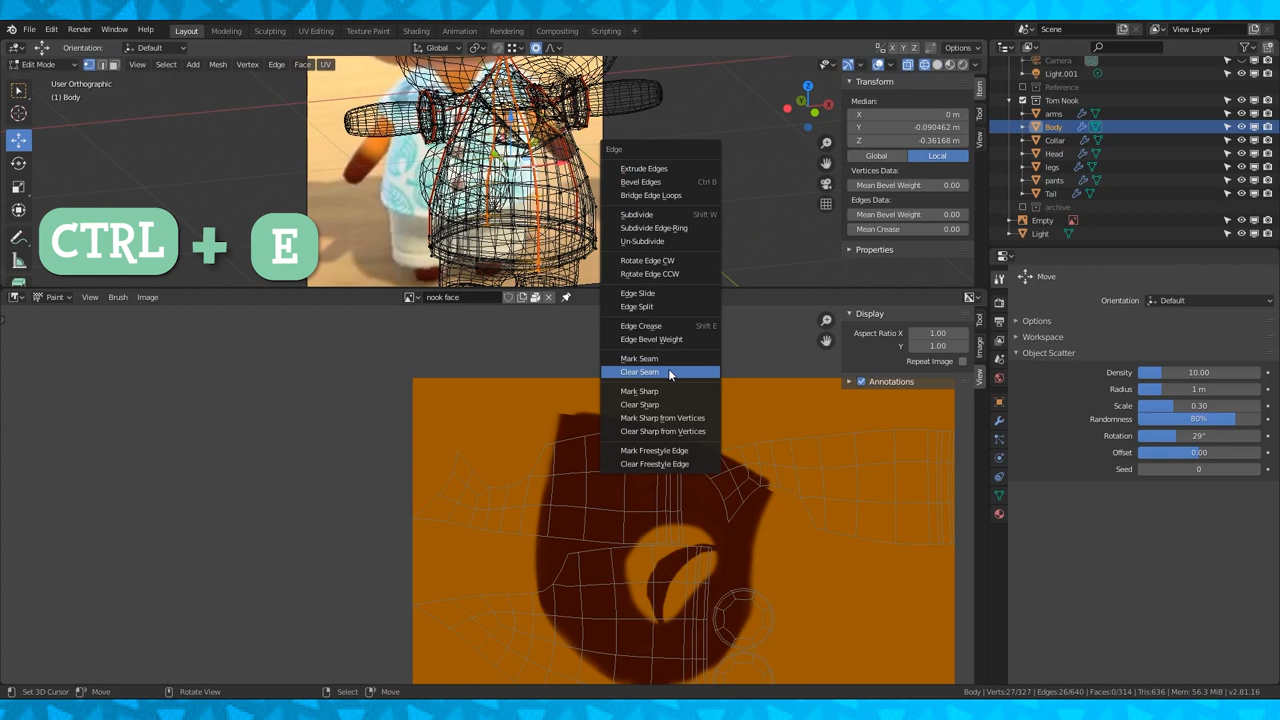 File Edit Render Window Help Layout Modeling Sculpting UV Editing Texture Paint Shading Animation Rendering Compositing Scripting + Scene View Layer
Orientation: Default Global X Y Z Options
Edit Mode View Select Add Mesh Vertex Edge Face UV
User Orthographic
(1) Body
CTRL + E
Z
X
Y
Transform
Median:
X 0 m
Y -0.090462 m
Z -0.36168 m
Global Local
Vertices Data:
Mean Bevel Weight 0.00
Edges Data:
Mean Bevel Weight 0.00
Mean Crease 0.00
Properties
Item
Tool
View
Camera
Light.001
Reference
Tom Nook
arms
Body
Collar
Head
legs
pants
Tail
archive
Empty
Light
Edge
Extrude Edges
Bevel Edges Ctrl B
Bridge Edge Loops
Subdivide Shift W
Subdivide Edge-Ring
Un-Subdivide
Rotate Edge CW
Rotate Edge CCW
Edge Slide
Edge Split
Edge Crease Shift E
Edge Bevel Weight
Mark Seam
Clear Seam
Mark Sharp
Clear Sharp
Mark Sharp from Vertices
Clear Sharp from Vertices
Mark Freestyle Edge
Clear Freestyle Edge
Paint View Brush Image nook face
Display
Aspect Ratio X 1.00
Y 1.00
Repeat Image
Annotations
Tool
Image
View
Move
Orientation: Default
Options
Workspace
Object Scatter
Density 10.00
Radius 1 m
Scale 0.30
Randomness 80%
Rotation 29°
Offset 0.00
Seed 0
Set 3D Cursor Move Rotate View Select Move Body | Verts:27/327 | Edges:26/640 | Faces:0/314 | Tris:636 | Mem: 56.3 MiB | v2.81.16